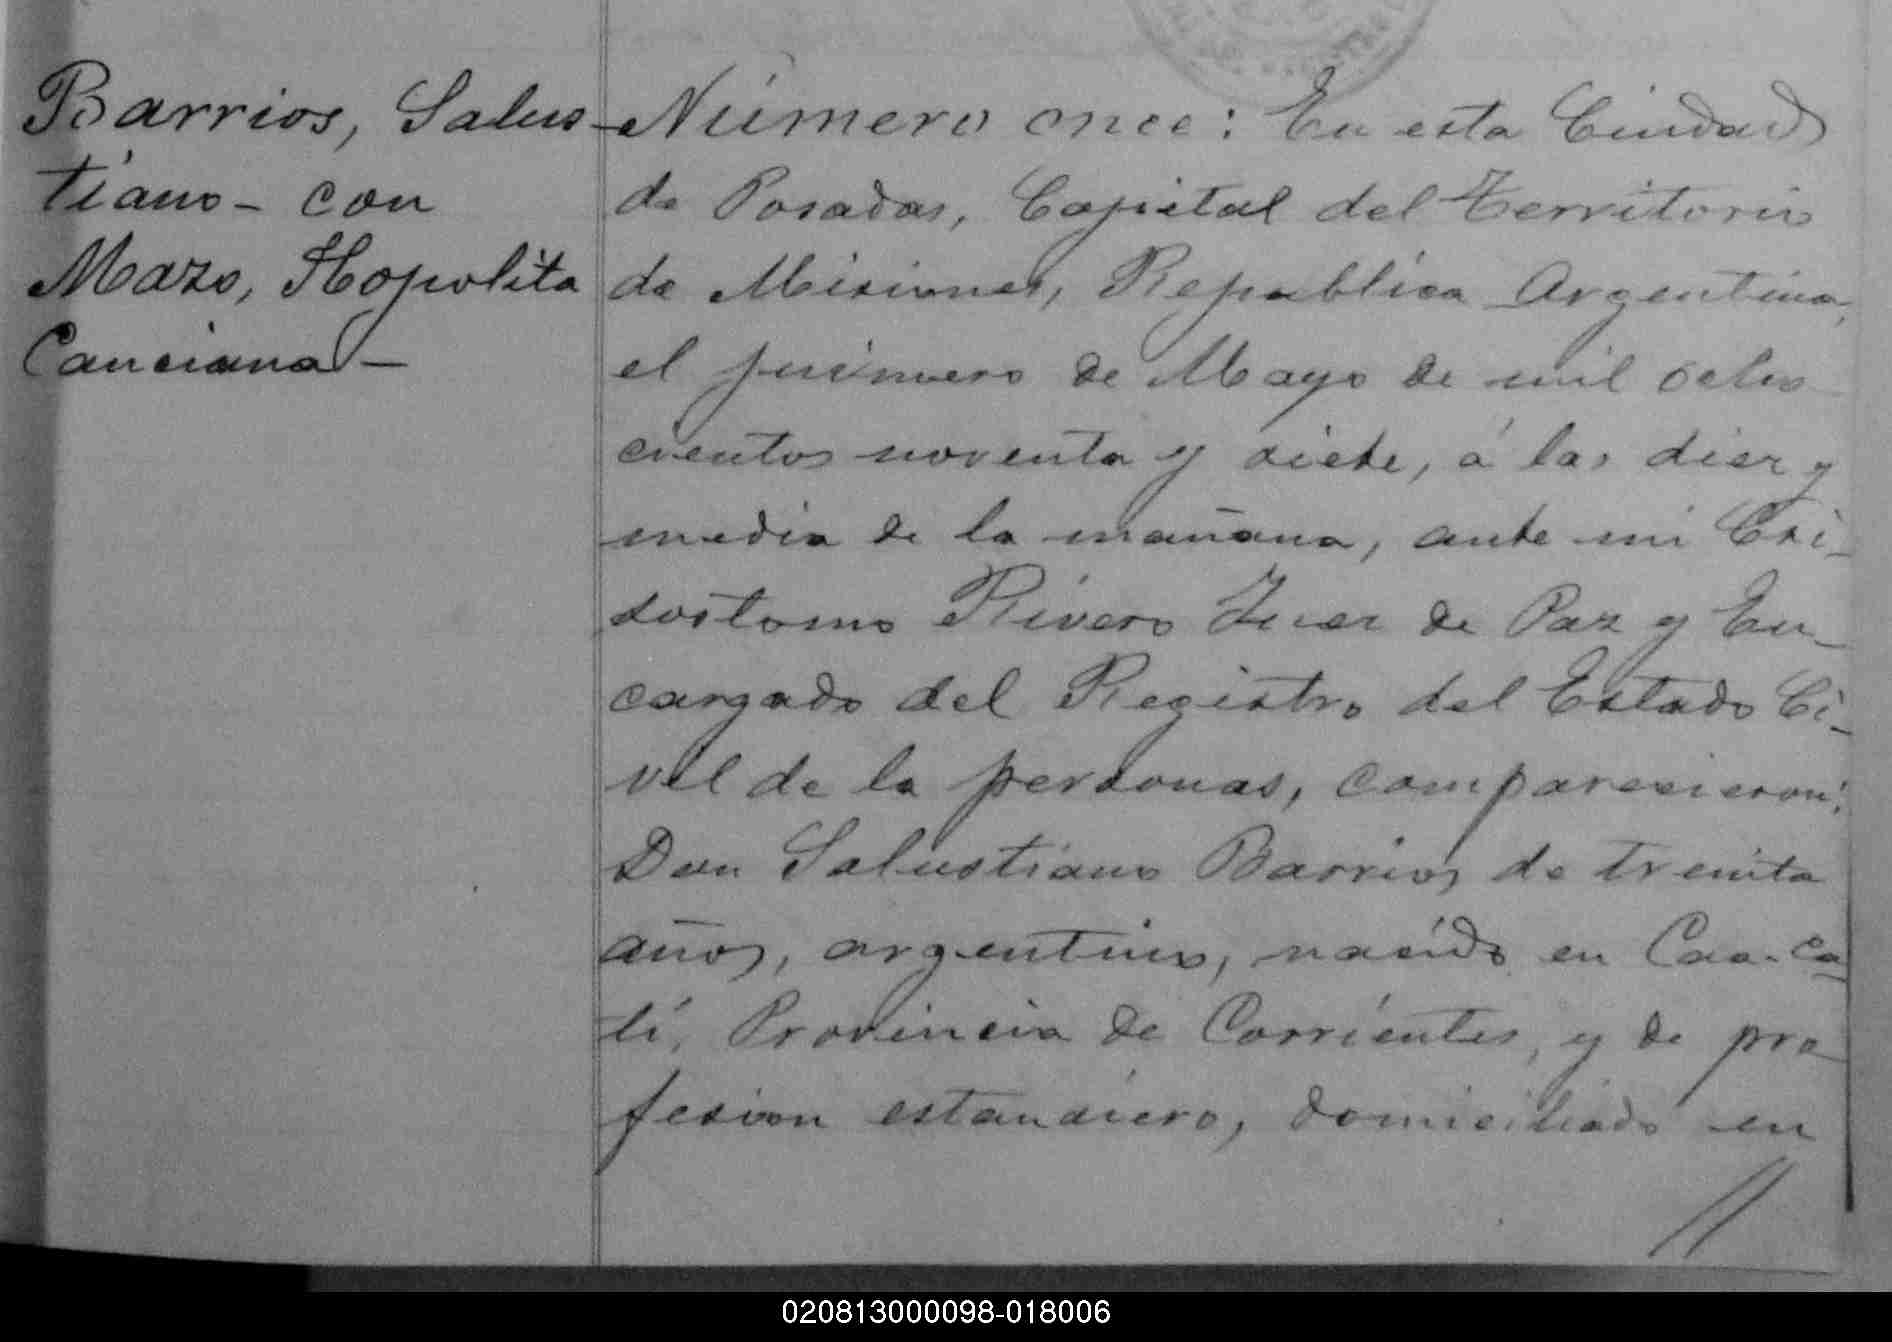 Barrios, Salus
tiano - con
Mazo, Hopolita
Canciana -
Número once: En esta Ciudad
de Posadas, Capital del Territorio
de Misiones, Republica Argentina,
el primero de Mayo de mil ocho
cientos noventa y siete, á las diez y
media de la mañana, ante mi Cri-
sostomo Rivero Juez de Paz y En-
cargado del Registro del Estado Ci-
vil de la personas, comparecieron:
Don Salustiano Barrios, de treinta
años, argentino, nacido en Caa-ca-
tí, Provincia de Corrientes, y de pro-
fesion estanciero, domiciliado en
//
020813000098-018006